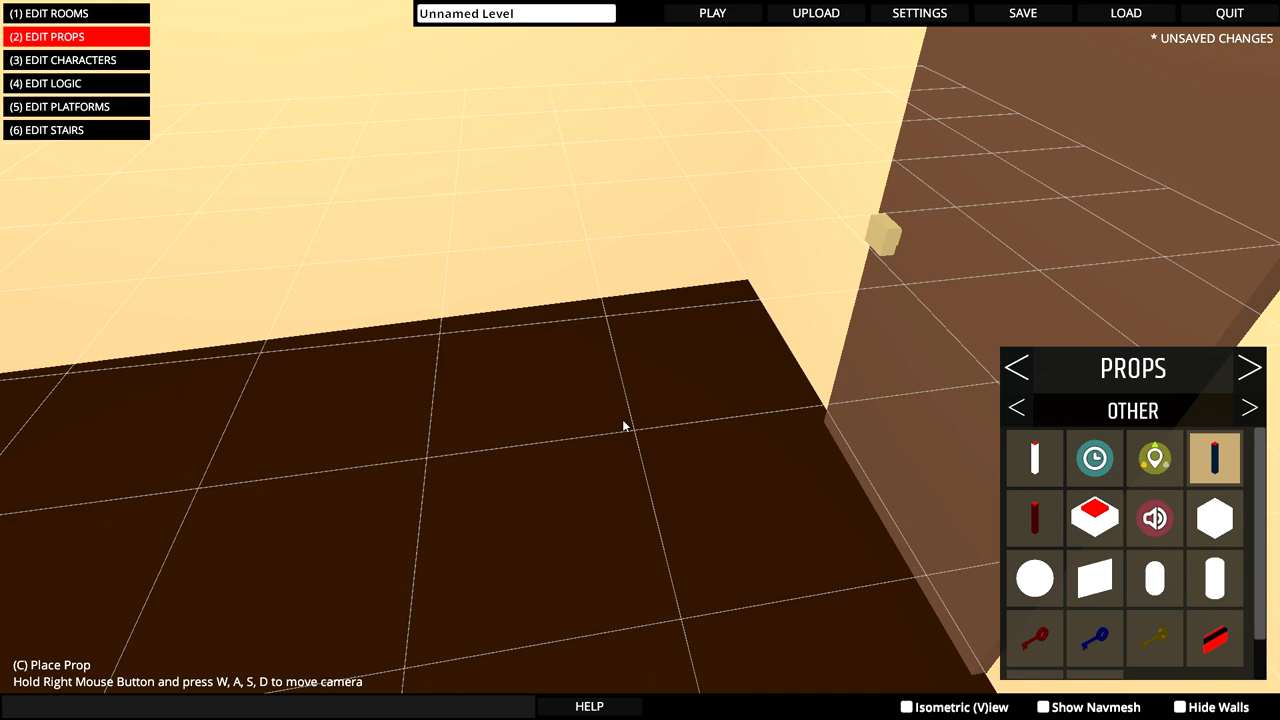 (1) EDIT ROOMS
(2) EDIT PROPS
(3) EDIT CHARACTERS
(4) EDIT LOGIC
(5) EDIT PLATFORMS
(6) EDIT STAIRS
Unnamed Level
PLAY
UPLOAD
SETTINGS
SAVE
LOAD
QUIT
* UNSAVED CHANGES
< PROPS >
< OTHER >
(C) Place Prop
Hold Right Mouse Button and press W, A, S, D to move camera
HELP
Isometric (V)iew
Show Navmesh
Hide Walls